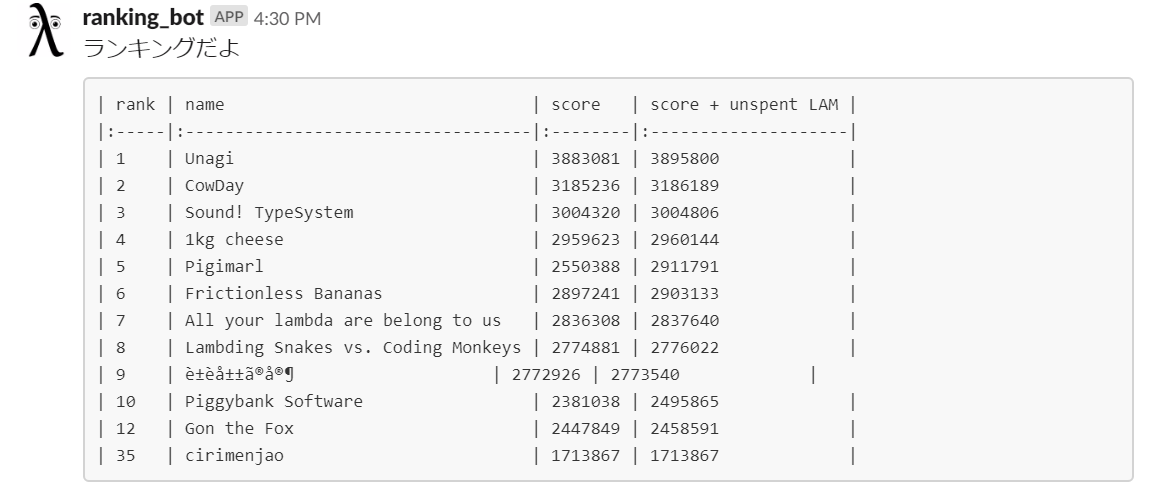 ranking_bot APP 4:30 PM
ランキングだよ
| rank | name | score | score + unspent LAM |
|:-----|:-----------------------------------|:--------|:--------------------|
| 1 | Unagi | 3883081 | 3895800 |
| 2 | CowDay | 3185236 | 3186189 |
| 3 | Sound! TypeSystem | 3004320 | 3004806 |
| 4 | 1kg cheese | 2959623 | 2960144 |
| 5 | Pigimarl | 2550388 | 2911791 |
| 6 | Frictionless Bananas | 2897241 | 2903133 |
| 7 | All your lambda are belong to us | 2836308 | 2837640 |
| 8 | Lambding Snakes vs. Coding Monkeys | 2774881 | 2776022 |
| 9 | è±èå±±ã®å®¶ | 2772926 | 2773540 |
| 10 | Piggybank Software | 2381038 | 2495865 |
| 12 | Gon the Fox | 2447849 | 2458591 |
| 35 | cirimenjao | 1713867 | 1713867 |